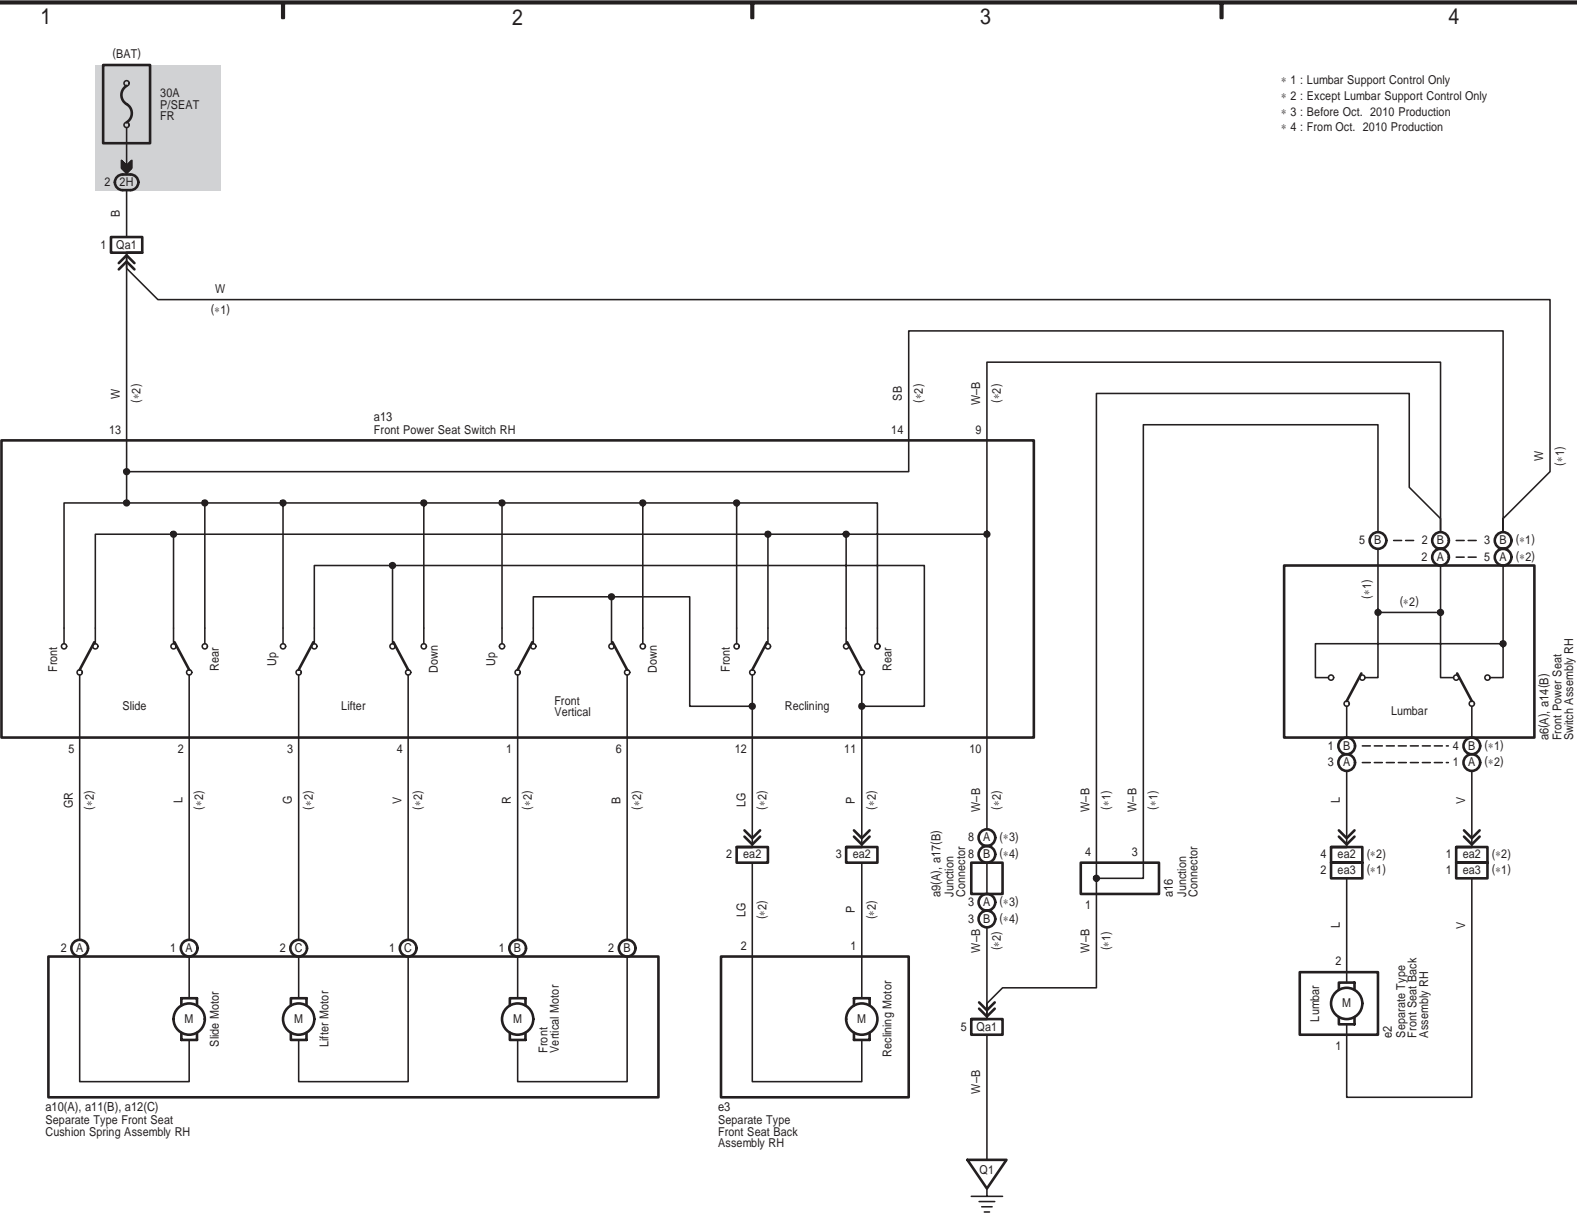 1
2
3
4
(BAT)
30A
P/SEAT
FR
∗ 1 : Lumbar Support Control Only
∗ 2 : Except Lumbar Support Control Only
∗ 3 : Before Oct. 2010 Production
∗ 4 : From Oct. 2010 Production
2 2H
B
1 Qa1
W
(∗1)
W
(∗2)
SB
(∗2)
W–B
(∗2)
W
(∗1)
a13
Front Power Seat Switch RH
13
14
9
5 B 2 B 3 B (∗1)
2 A 5 A (∗2)
(∗1)
(∗2)
Front
Rear
Slide
Up
Down
Lifter
Up
Down
Front
Vertical
Front
Rear
Reclining
Lumbar
a6(A), a14(B)
Front Power Seat
Switch Assembly RH
5
2
3
4
1
6
12
11
10
1 B 4 B (∗1)
3 A 1 A (∗2)
GR
(∗2)
L
(∗2)
G
(∗2)
V
(∗2)
R
(∗2)
B
(∗2)
LG
(∗2)
P
(∗2)
W–B
(∗2)
W–B
(∗1)
W–B
(∗1)
L
V
2 ea2
3 ea2
a9(A), a17(B)
Junction
Connector
8 A (∗3)
8 B (∗4)
3 A (∗3)
3 B (∗4)
4
3
1
a16
Junction
Connector
4 ea2 (∗2)
2 ea3 (∗1)
1 ea2 (∗2)
1 ea3 (∗1)
LG
(∗2)
P
(∗2)
W–B
(∗2)
W–B
(∗1)
L
V
2 A
1 A
2 C
1 C
1 B
2 B
2
1
2
M
Slide Motor
M
Lifter Motor
M
Front
Vertical Motor
M
Reclining Motor
5 Qa1
Lumbar
M
e2
Separate Type
Front Seat Back
Assembly RH
1
W–B
a10(A), a11(B), a12(C)
Separate Type Front Seat
Cushion Spring Assembly RH
e3
Separate Type
Front Seat Back
Assembly RH
Q1